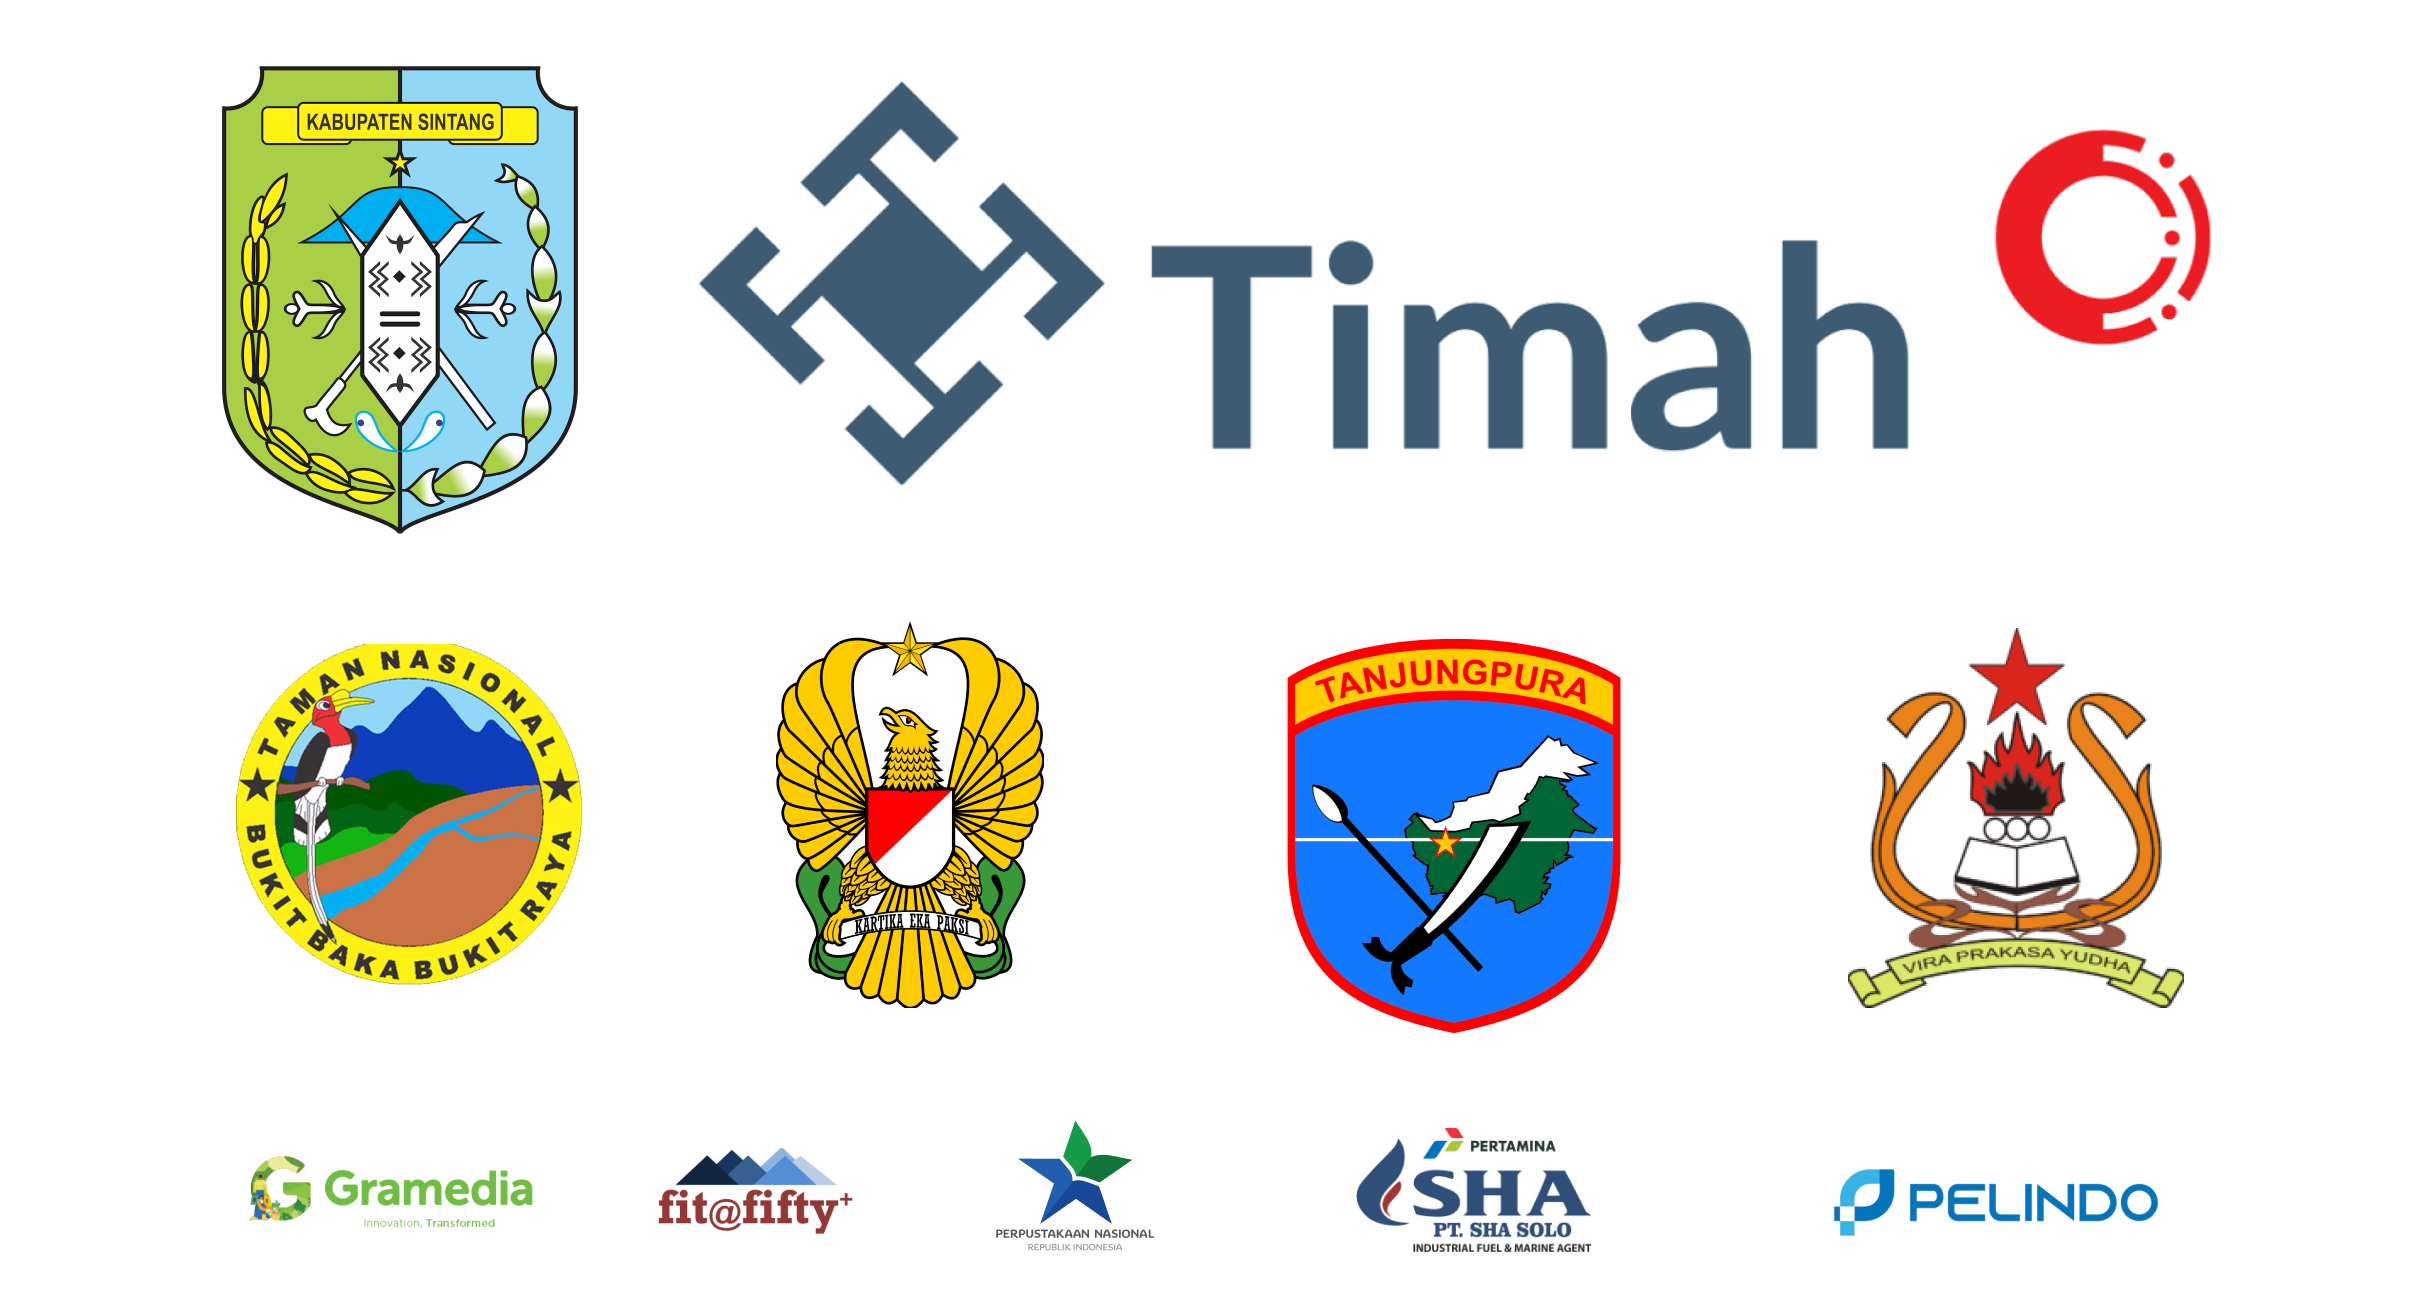 KABUPATEN SINTANG
Timah
TAMAN NASIONAL
BUKIT BAKA BUKIT RAYA
KARTIKA EKA PAKSI
TANJUNGPURA
VIRA PRAKASA YUDHA
Gramedia
Innovation, Transformed
fit@fifty+
PERPUSTAKAAN NASIONAL
REPUBLIK INDONESIA
PERTAMINA
SHA
PT. SHA SOLO
INDUSTRIAL FUEL & MARINE AGENT
PELINDO